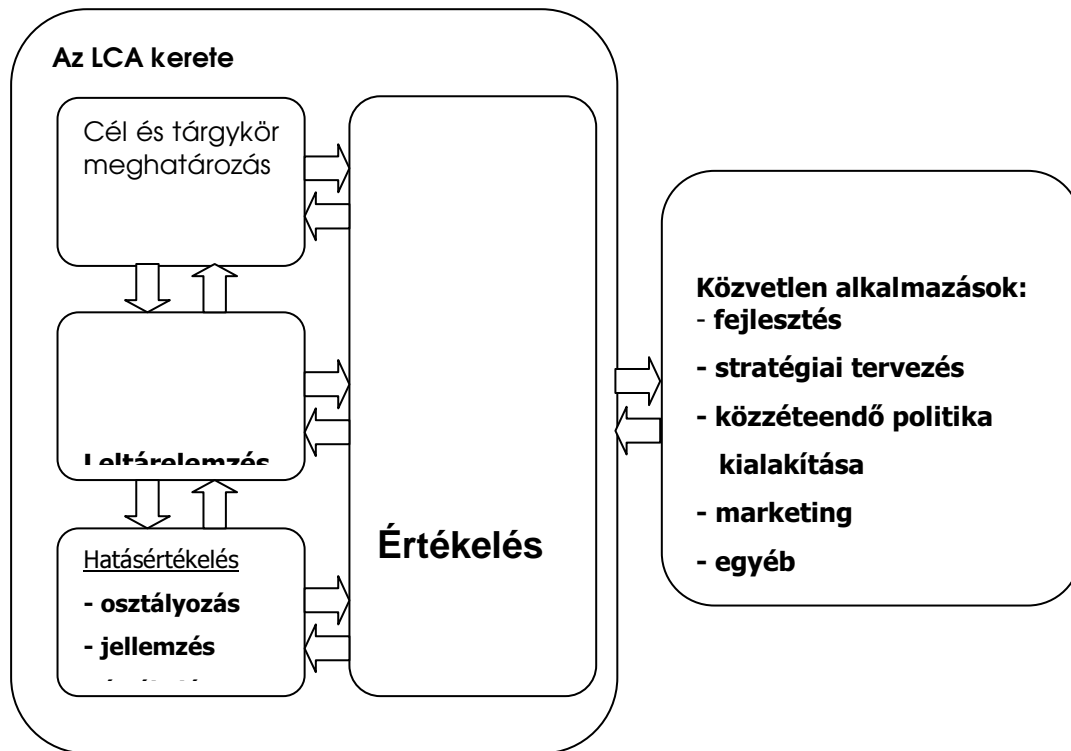 Az LCA kerete
Cél és tárgykör
meghatározás
Leltárelemzés
Hatásértékelés
- osztályozás
- jellemzés
Értékelés
Közvetlen alkalmazások:
- fejlesztés
- stratégiai tervezés
- közzéteendő politika
kialakítása
- marketing
- egyéb